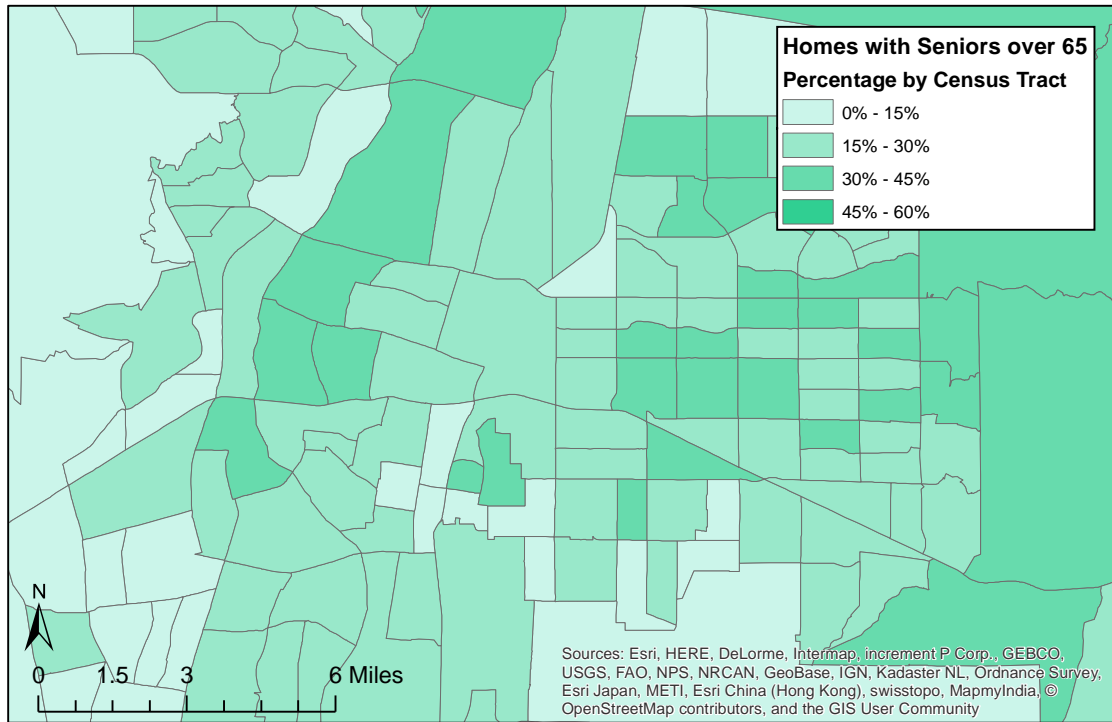 Homes with Seniors over 65
Percentage by Census Tract
0% - 15%
15% - 30%
30% - 45%
45% - 60%
N
0 1.5 3 6 Miles
Sources: Esri, HERE, DeLorme, Intermap, increment P Corp., GEBCO,
USGS, FAO, NPS, NRCAN, GeoBase, IGN, Kadaster NL, Ordnance Survey,
Esri Japan, METI, Esri China (Hong Kong), swisstopo, MapmyIndia, ©
OpenStreetMap contributors, and the GIS User Community